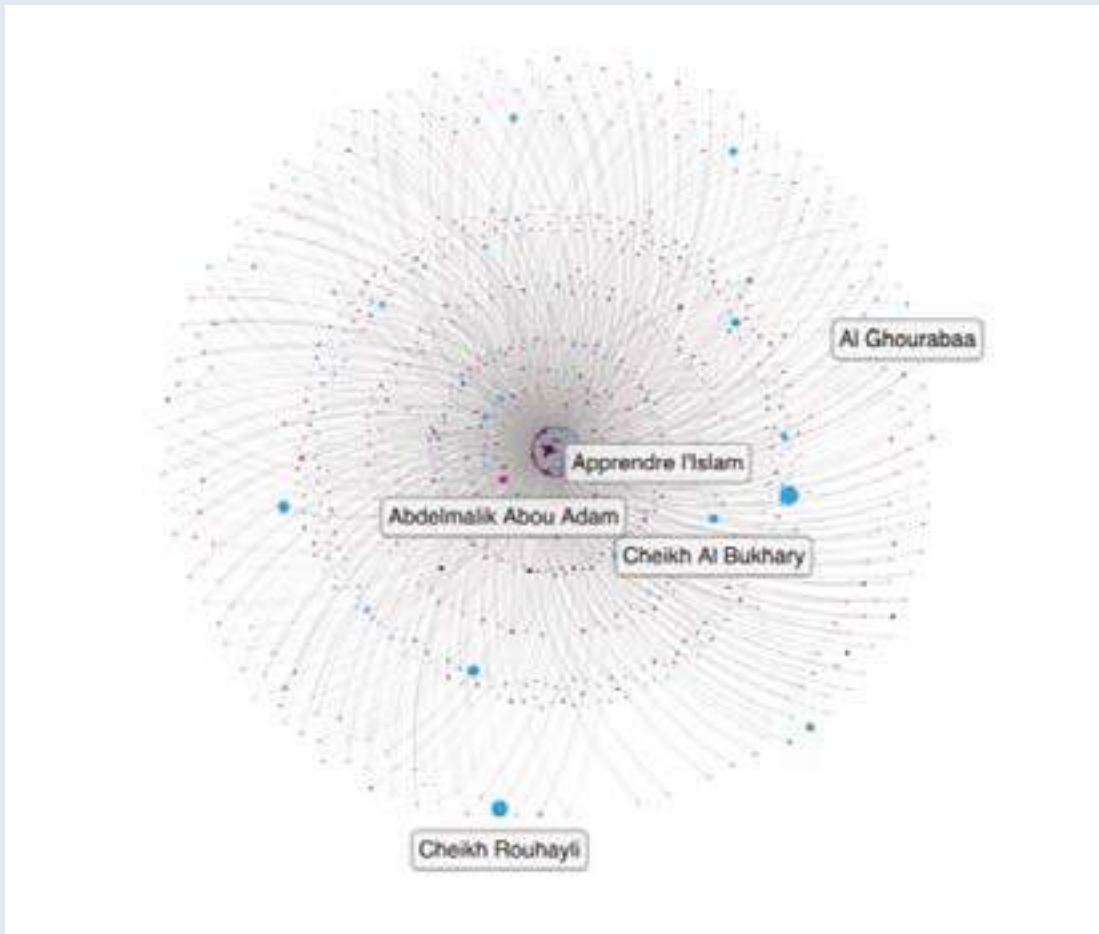 Al Ghourabaa
Apprendre l'Islam
Abdelmalik Abou Adam
Cheikh Al Bukhary
Cheikh Rouhayli